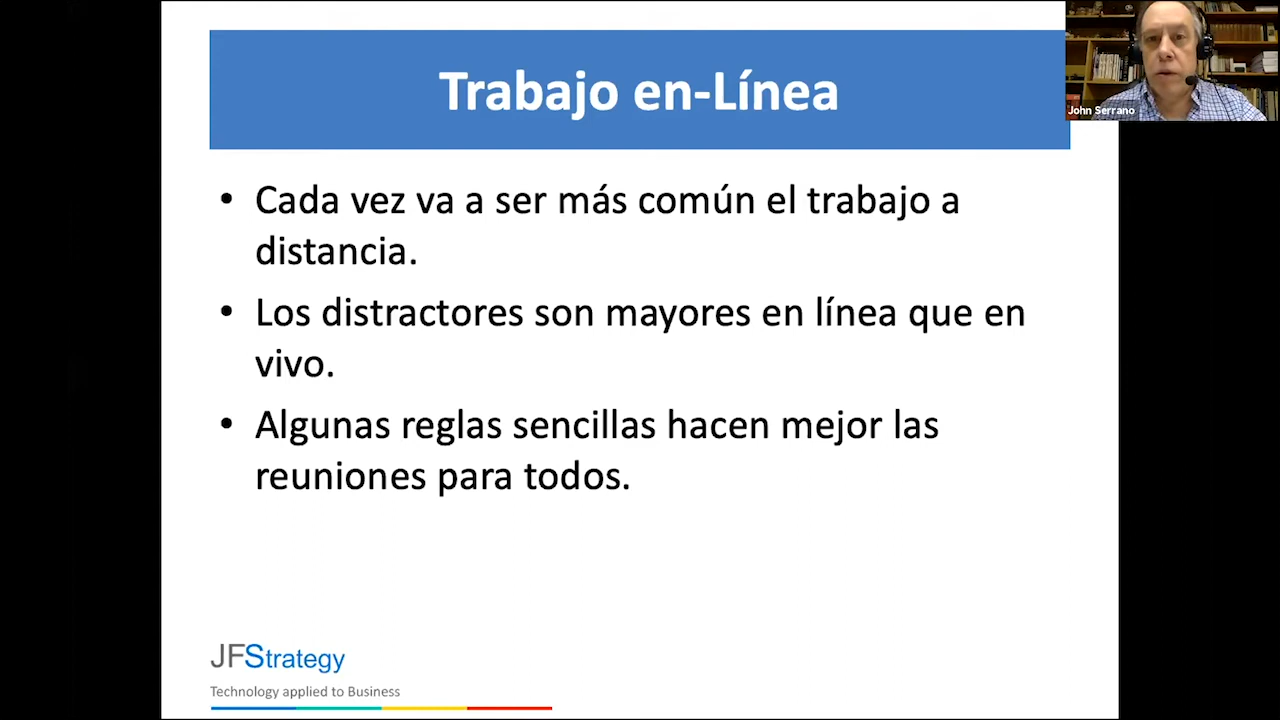 Trabajo en-Línea
John Serrano
• Cada vez va a ser más común el trabajo a
distancia.
• Los distractores son mayores en línea que en
vivo.
• Algunas reglas sencillas hacen mejor las
reuniones para todos.
JFStrategy
Technology applied to Business